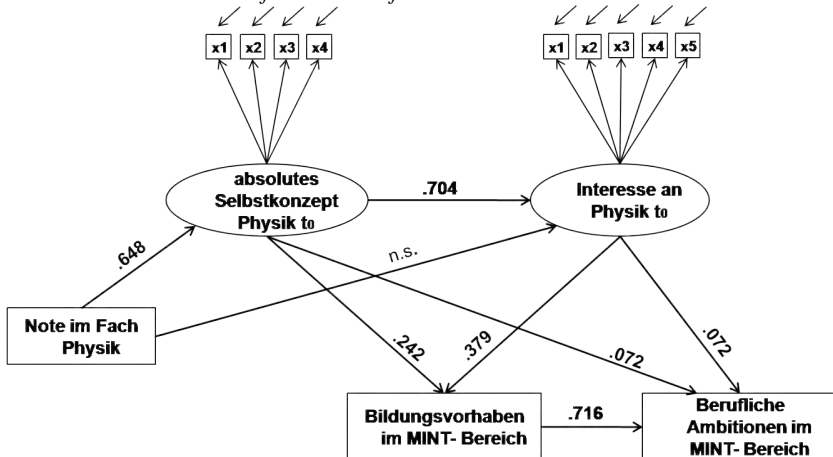 x1 x2 x3 x4 x1 x2 x3 x4 x5
absolutes
Selbstkonzept
Physik t0
.704
Interesse an
Physik t0
.648
n.s.
Note im Fach
Physik
.242
.379
.072
.072
Bildungsvorhaben
im MINT- Bereich
.716
Berufliche
Ambitionen im
MINT- Bereich